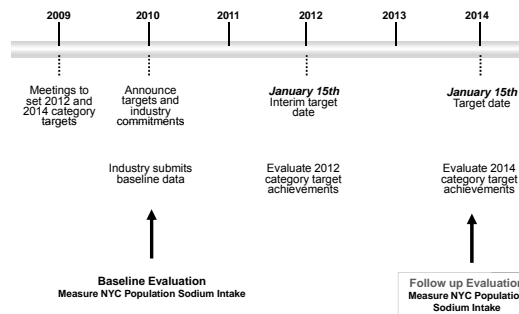 2009 2010 2011 2012 2013 2014
Meetings to
set 2012 and
2014 category
targets
Announce
targets and
industry
commitments
January 15th
Interim target
date
January 15th
Target date
Industry submits
baseline data
Evaluate 2012
category target
achievements
Evaluate 2014
category target
achievements
Baseline Evaluation
Measure NYC Population Sodium Intake
Follow up Evaluation
Measure NYC Populatio
Sodium Intake